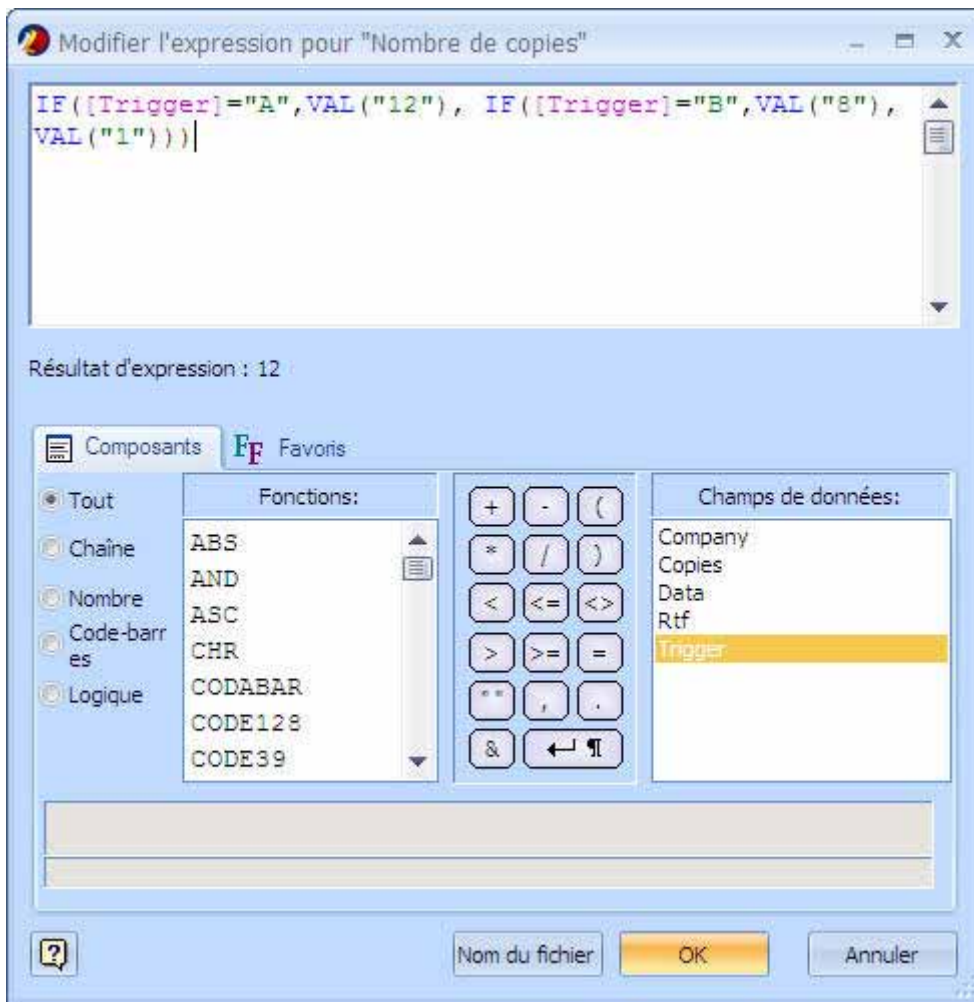 Modifier l'expression pour "Nombre de copies"
IF([Trigger]="A",VAL("12"), IF([Trigger]="B",VAL("8"),
VAL("1")))
Résultat d'expression : 12
Composants
FF Favoris
Tout
Chaîne
Nombre
Code-barr
es
Logique
Fonctions:
ABS
AND
ASC
CHR
CODABAR
CODE128
CODE39
+ - (
* / )
< <= <>
> >= =
"" , .
& ↵ ¶
Champs de données:
Company
Copies
Data
Rtf
Trigger
?
Nom du fichier
OK
Annuler